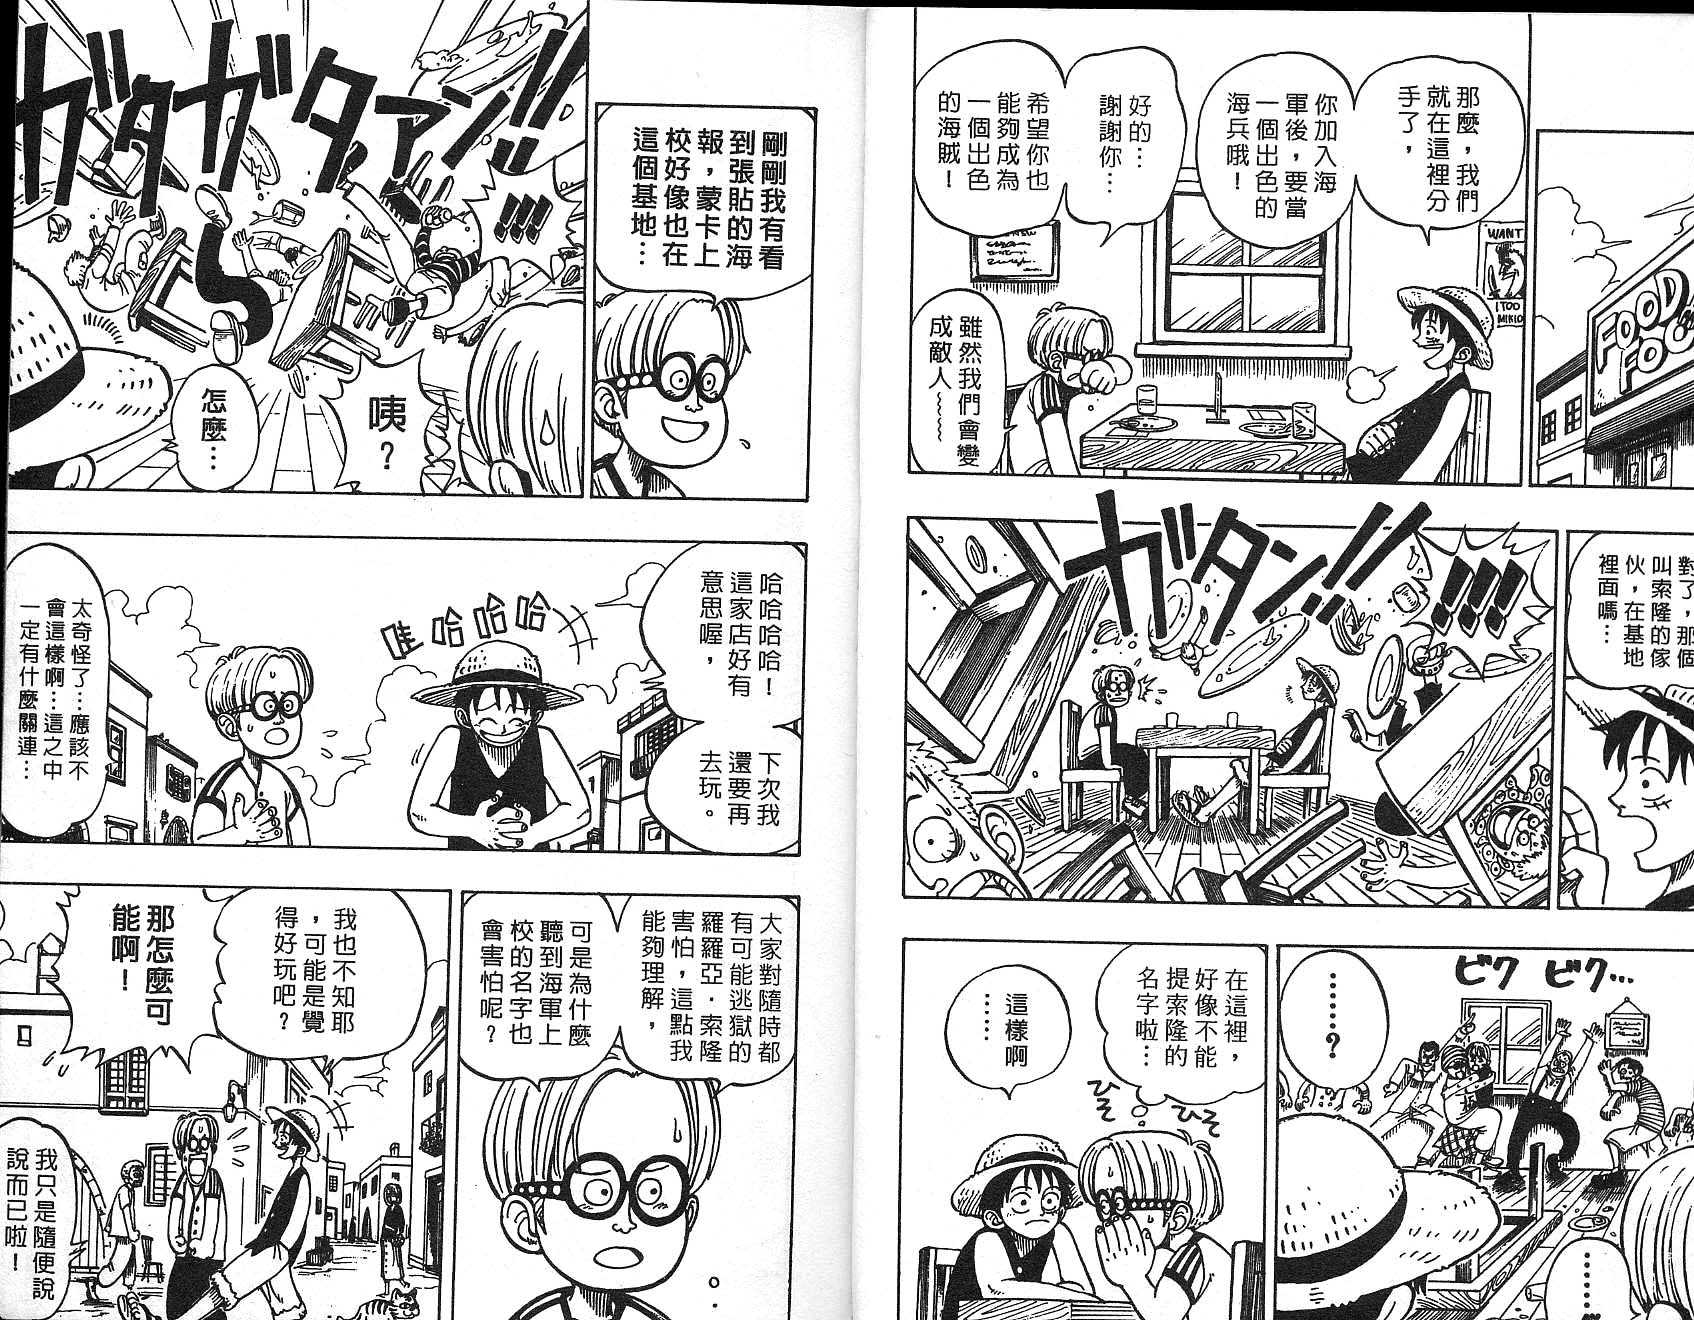 FOOD
FOO
那麼，我們
就在這裡分
手了，
你加入海
軍後，要當
一個出色的
海兵哦！
好的…
謝謝你…
希望你也
能夠成為
一個出色
的海賊！
雖然我們會變
成敵人～～～
WANT
I TOD
MIKIO
對了，那個
叫索隆的傢
伙，在基地
裡面嗎…
!!!
ガタン!!
ビク ビク…
……?
……
在這裡，
好像不能
提索隆的
名字啦…
ひそ
ひそ
這樣啊
……
剛剛我有看
到張貼的海
報，蒙卡上
校好像也在
這個基地…
!!!
ガタガタアン!!
咦？
怎麼…
哈哈哈哈！
這家店好有
意思喔，
下次我
還要再
去玩。
哇哈哈哈
太奇怪了…應該不
會這樣啊…這之中
一定有什麼關連…
大家對隨時都
有可能逃獄的
羅羅亞·索隆
害怕，這點我
能夠理解，
可是為什麼
聽到海軍上
校的名字也
會害怕呢？
我也不知耶
，可能是覺
得好玩吧？
那怎麼可
能啊！
我只是隨便說
說而已啦！